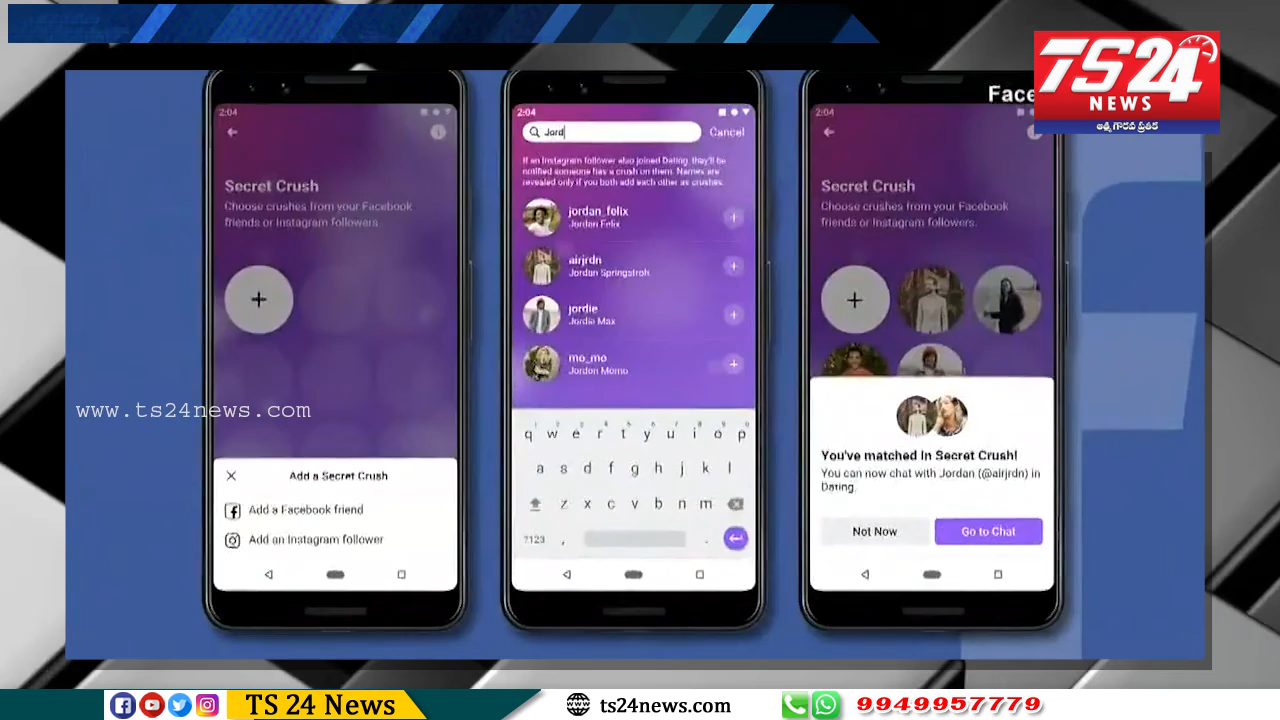 Face
TS24
NEWS
ఆత్మ గౌరవ ప్రతీక
2:04
Secret Crush
Choose crushes from your Facebook
friends or Instagram followers.
+
Add a Secret Crush
Add a Facebook friend
Add an Instagram follower
2:04
Jord
Cancel
If an Instagram follower also joined Dating, they'll be
notified someone has a crush on them. Names are
revealed only if you both add each other as crushes.
jordan_felix
Jordan Felix
airjrdn
Jordan Springstroh
jordie
Jordie Max
mo_mo
Jordan Momo
q w e r t y u i o p
a s d f g h j k l
z x c v b n m
?123 , .
2:04
Secret Crush
Choose crushes from your Facebook
friends or Instagram followers.
+
You've matched in Secret Crush!
You can now chat with Jordan (@airjrdn) in
Dating.
Not Now
Go to Chat
www.ts24news.com
TS 24 News
ts24news.com
9949957779